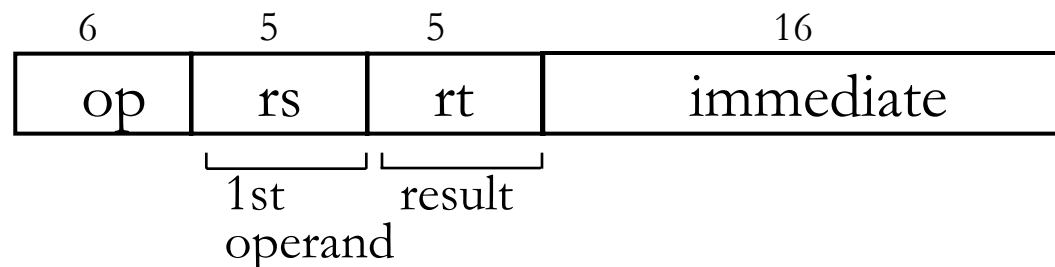 6 5 5 16
op rs rt immediate
1st result
operand